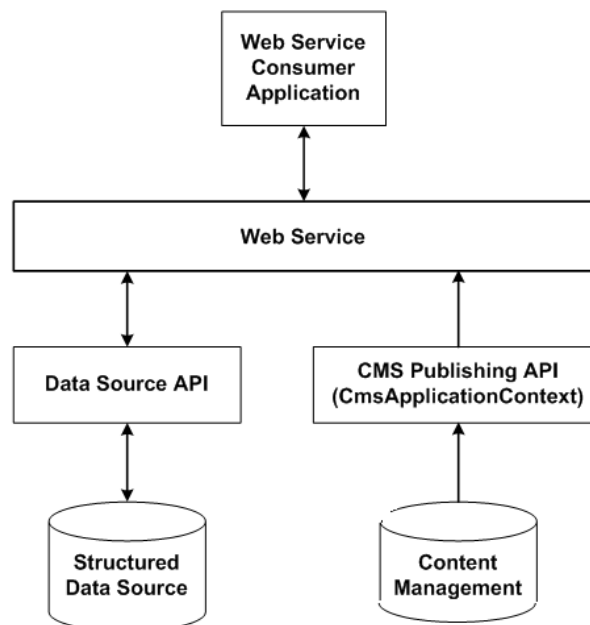 Web Service
Consumer
Application
Web Service
Data Source API
CMS Publishing API
(CmsApplicationContext)
Structured
Data Source
Content
Management